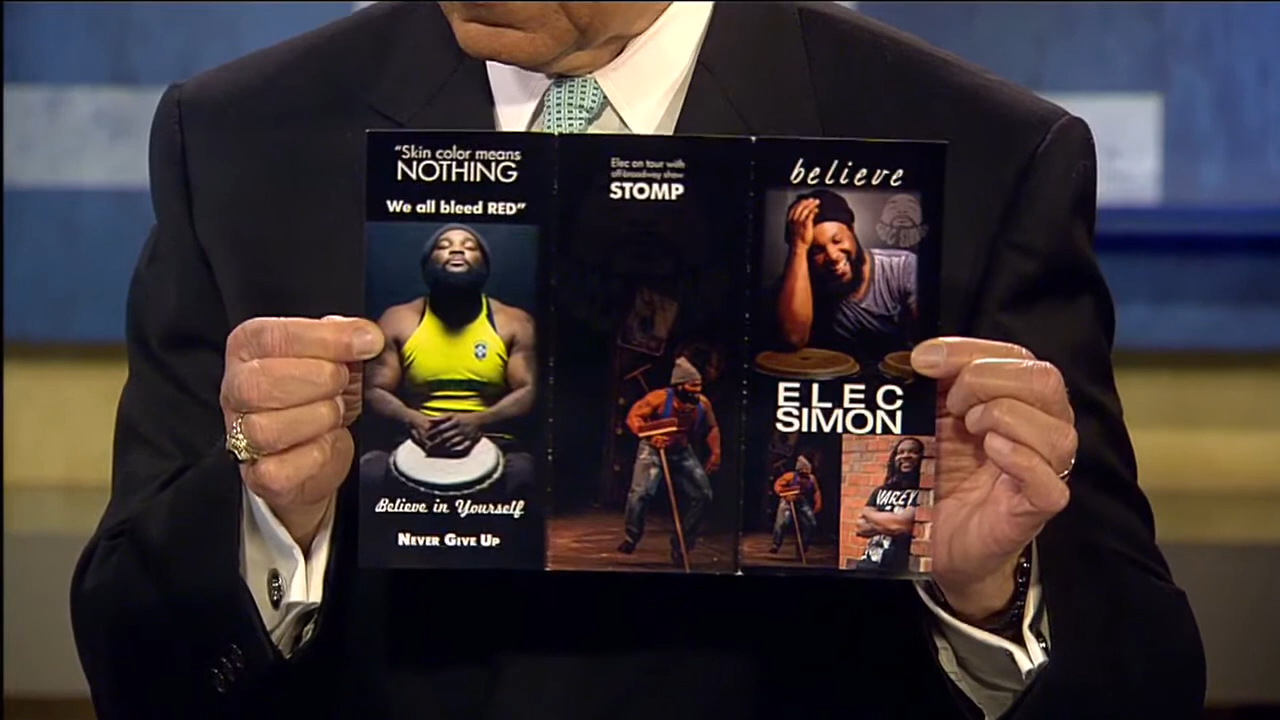 "Skin color means
NOTHING
We all bleed RED"
Believe in Yourself
NEVER GIVE UP
Elec on tour with
off-broadway show
STOMP
believe
ELEC
SIMON
VAREJ